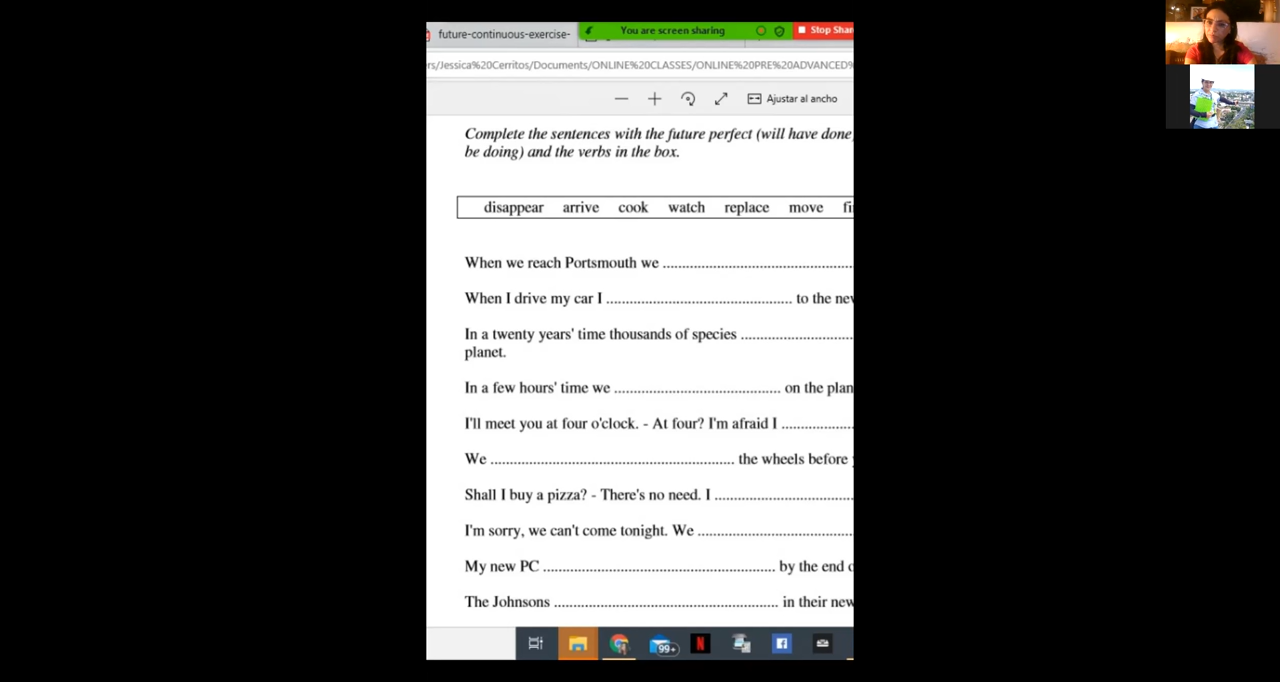 future-continuous-exercise-
You are screen sharing
Stop Shar
rs/Jessica%20Cerritos/Documents/ONLINE%20CLASSES/ONLINE%20PRE%20ADVANCED%
Ajustar al ancho
Complete the sentences with the future perfect (will have done,
be doing) and the verbs in the box.
disappear arrive cook watch replace move fi
When we reach Portsmouth we ................................................
When I drive my car I ............................................... to the nev
In a twenty years' time thousands of species ............................
planet.
In a few hours' time we .......................................... on the plan
I'll meet you at four o'clock. - At four? I'm afraid I ..................
We ............................................................. the wheels before
Shall I buy a pizza? - There's no need. I ...................................
I'm sorry, we can't come tonight. We .......................................
My new PC .......................................................... by the end o
The Johnsons ........................................................ in their new
99+
N
f